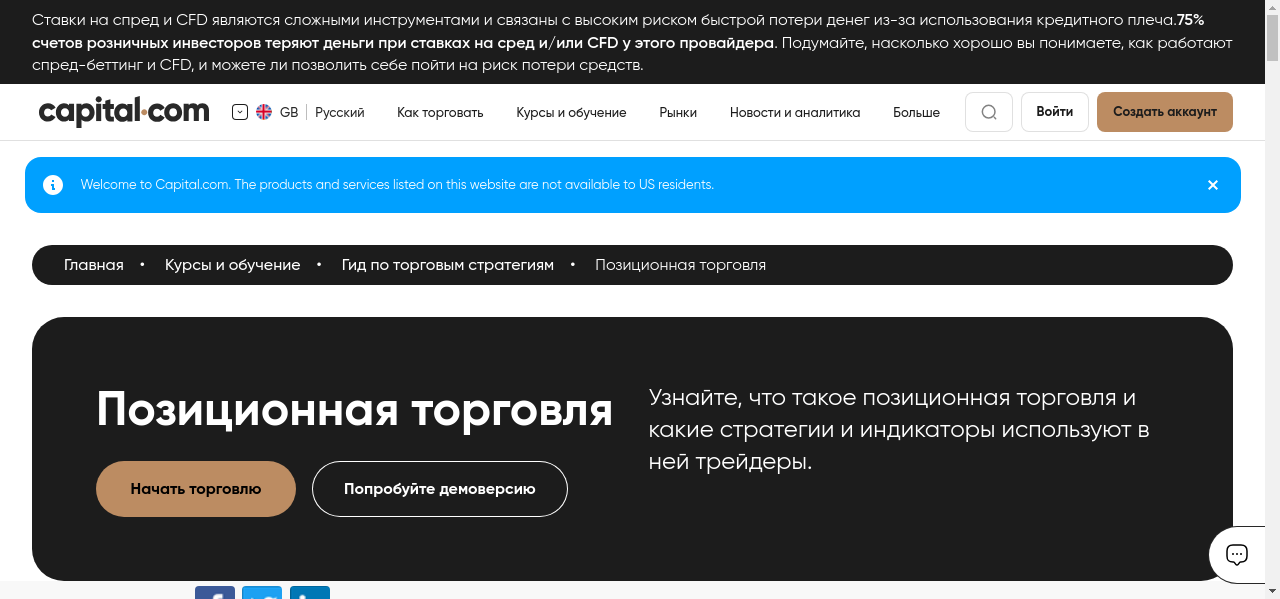 Ставки на спред и CFD являются сложными инструментами и связаны с высоким риском быстрой потери денег из-за использования кредитного плеча.75%
счетов розничных инвесторов теряют деньги при ставках на сред и/или CFD у этого провайдера. Подумайте, насколько хорошо вы понимаете, как работают
спред-беттинг и CFD, и можете ли позволить себе пойти на риск потери средств.
capital.com GB Русский Как торговать Курсы и обучение Рынки Новости и аналитика Больше Войти Создать аккаунт
Welcome to Capital.com. The products and services listed on this website are not available to US residents.
Главная • Курсы и обучение • Гид по торговым стратегиям • Позиционная торговля
Позиционная торговля
Начать торговлю Попробуйте демоверсию
Узнайте, что такое позиционная торговля и
какие стратегии и индикаторы используют в
ней трейдеры.